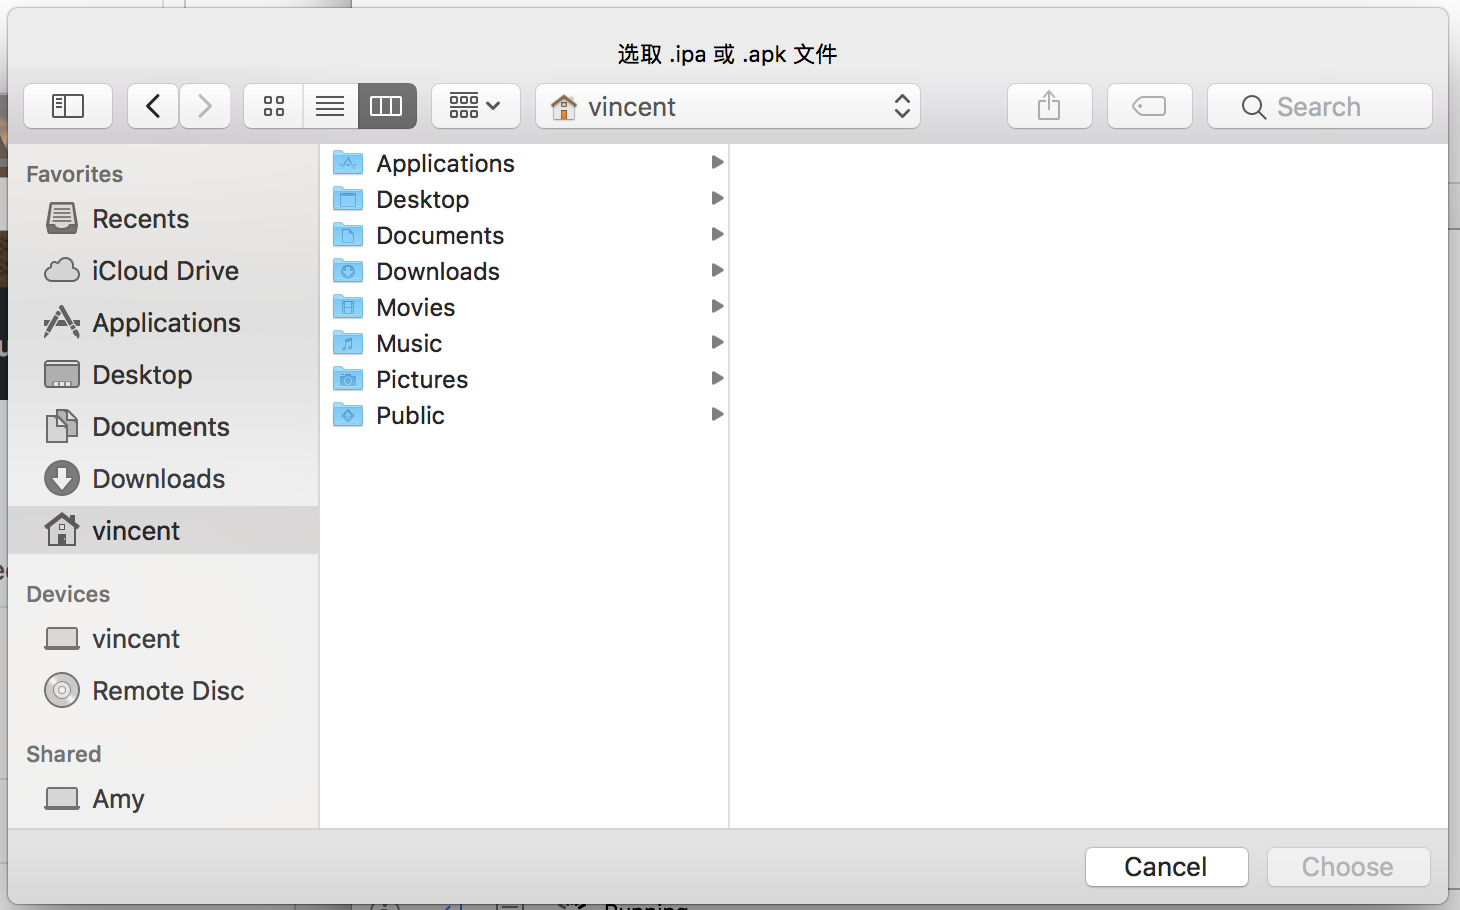 选取 .ipa 或 .apk 文件
vincent
Search
Favorites
Recents
iCloud Drive
Applications
Desktop
Documents
Downloads
vincent
Devices
vincent
Remote Disc
Shared
Amy
Applications
Desktop
Documents
Downloads
Movies
Music
Pictures
Public
Cancel
Choose
Running